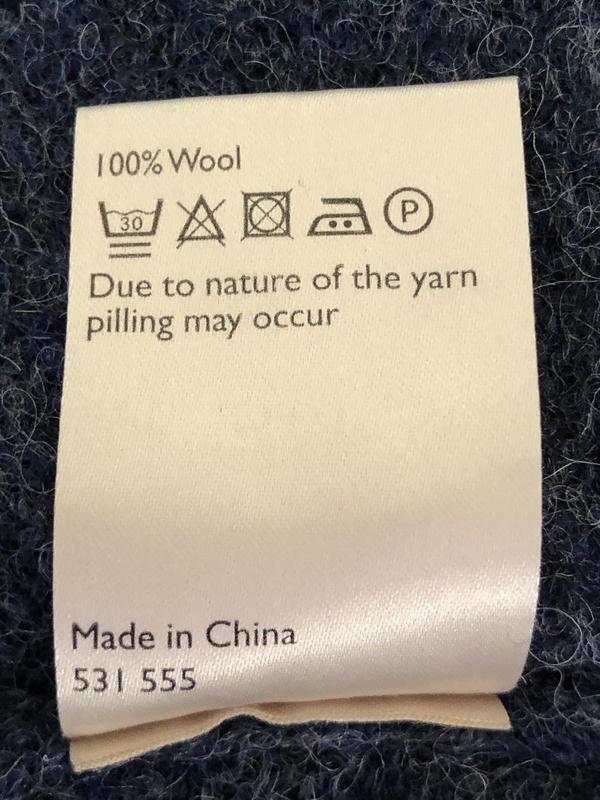 100% Wool
30 P
Due to nature of the yarn
pilling may occur
Made in China
531 555